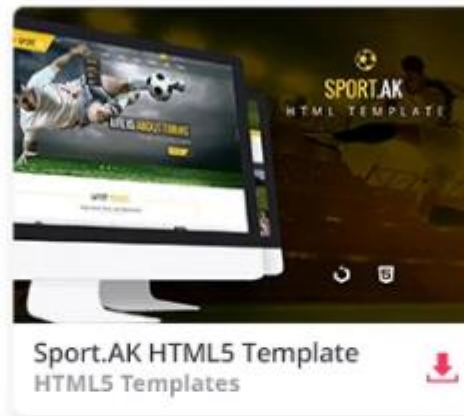 SPORT.AK
HTML TEMPLATE
LIFE IS ABOUT TIMING
Sport.AK HTML5 Template
HTML5 Templates